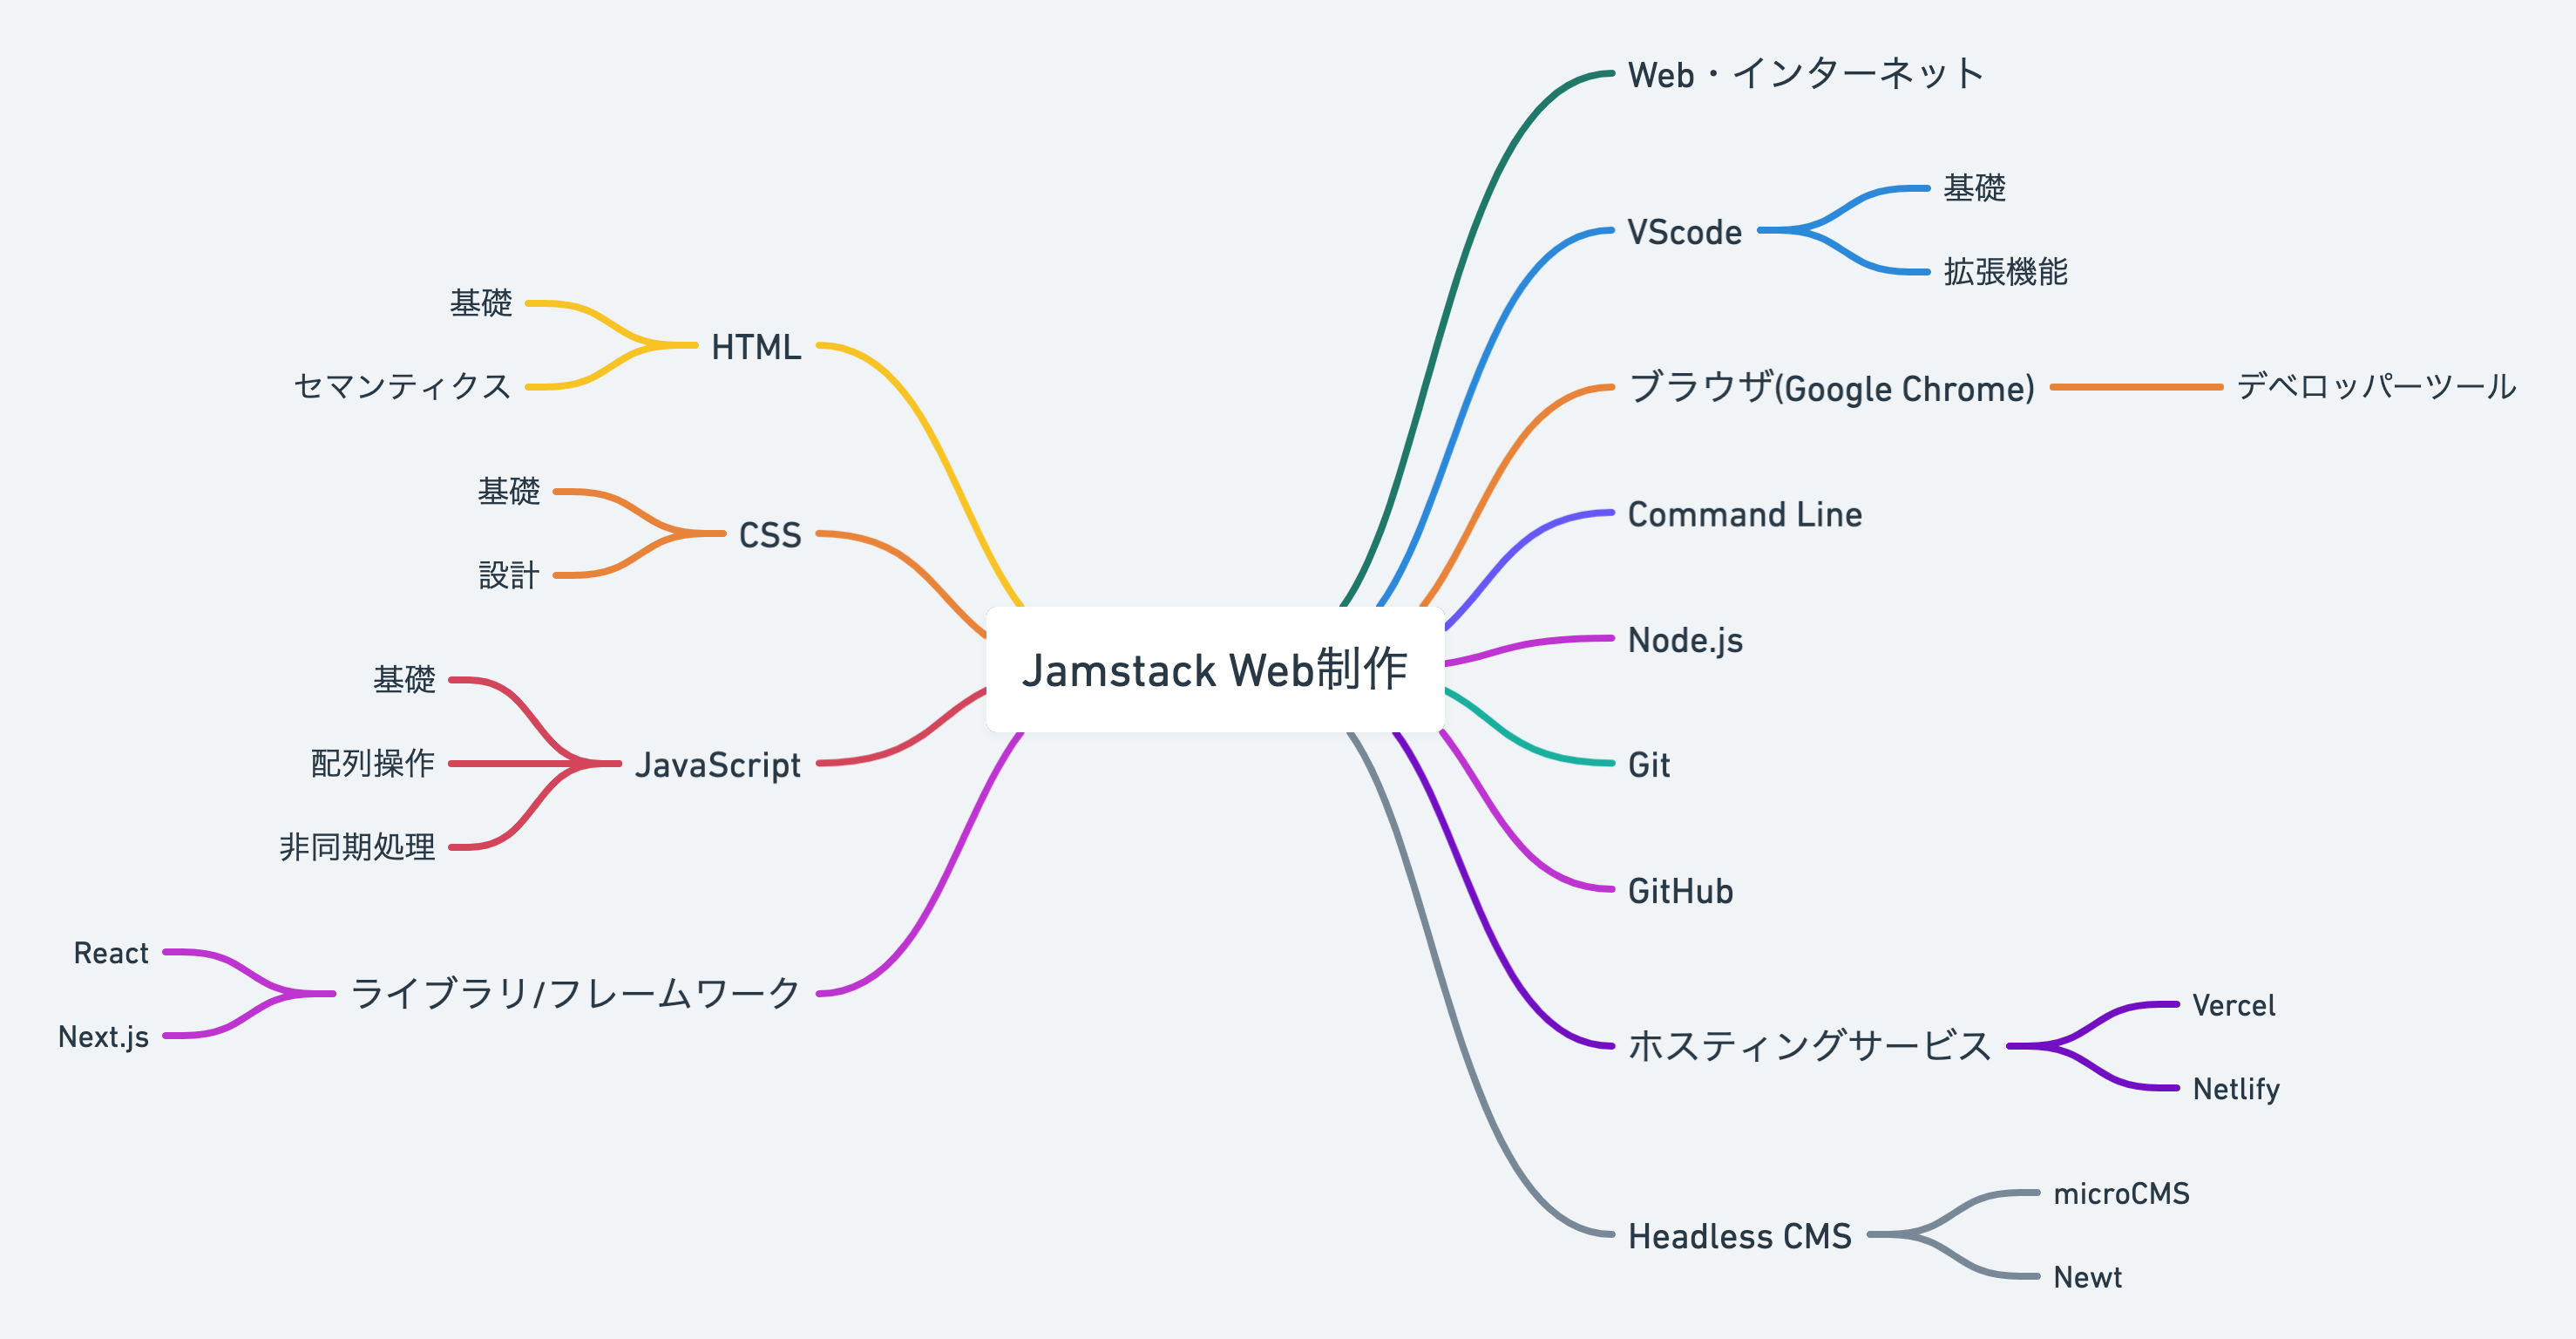 Jamstack Web制作
HTML
基礎
セマンティクス
CSS
基礎
設計
JavaScript
基礎
配列操作
非同期処理
ライブラリ/フレームワーク
React
Next.js
Web・インターネット
VScode
基礎
拡張機能
ブラウザ(Google Chrome)
デベロッパーツール
Command Line
Node.js
Git
GitHub
ホスティングサービス
Vercel
Netlify
Headless CMS
microCMS
Newt